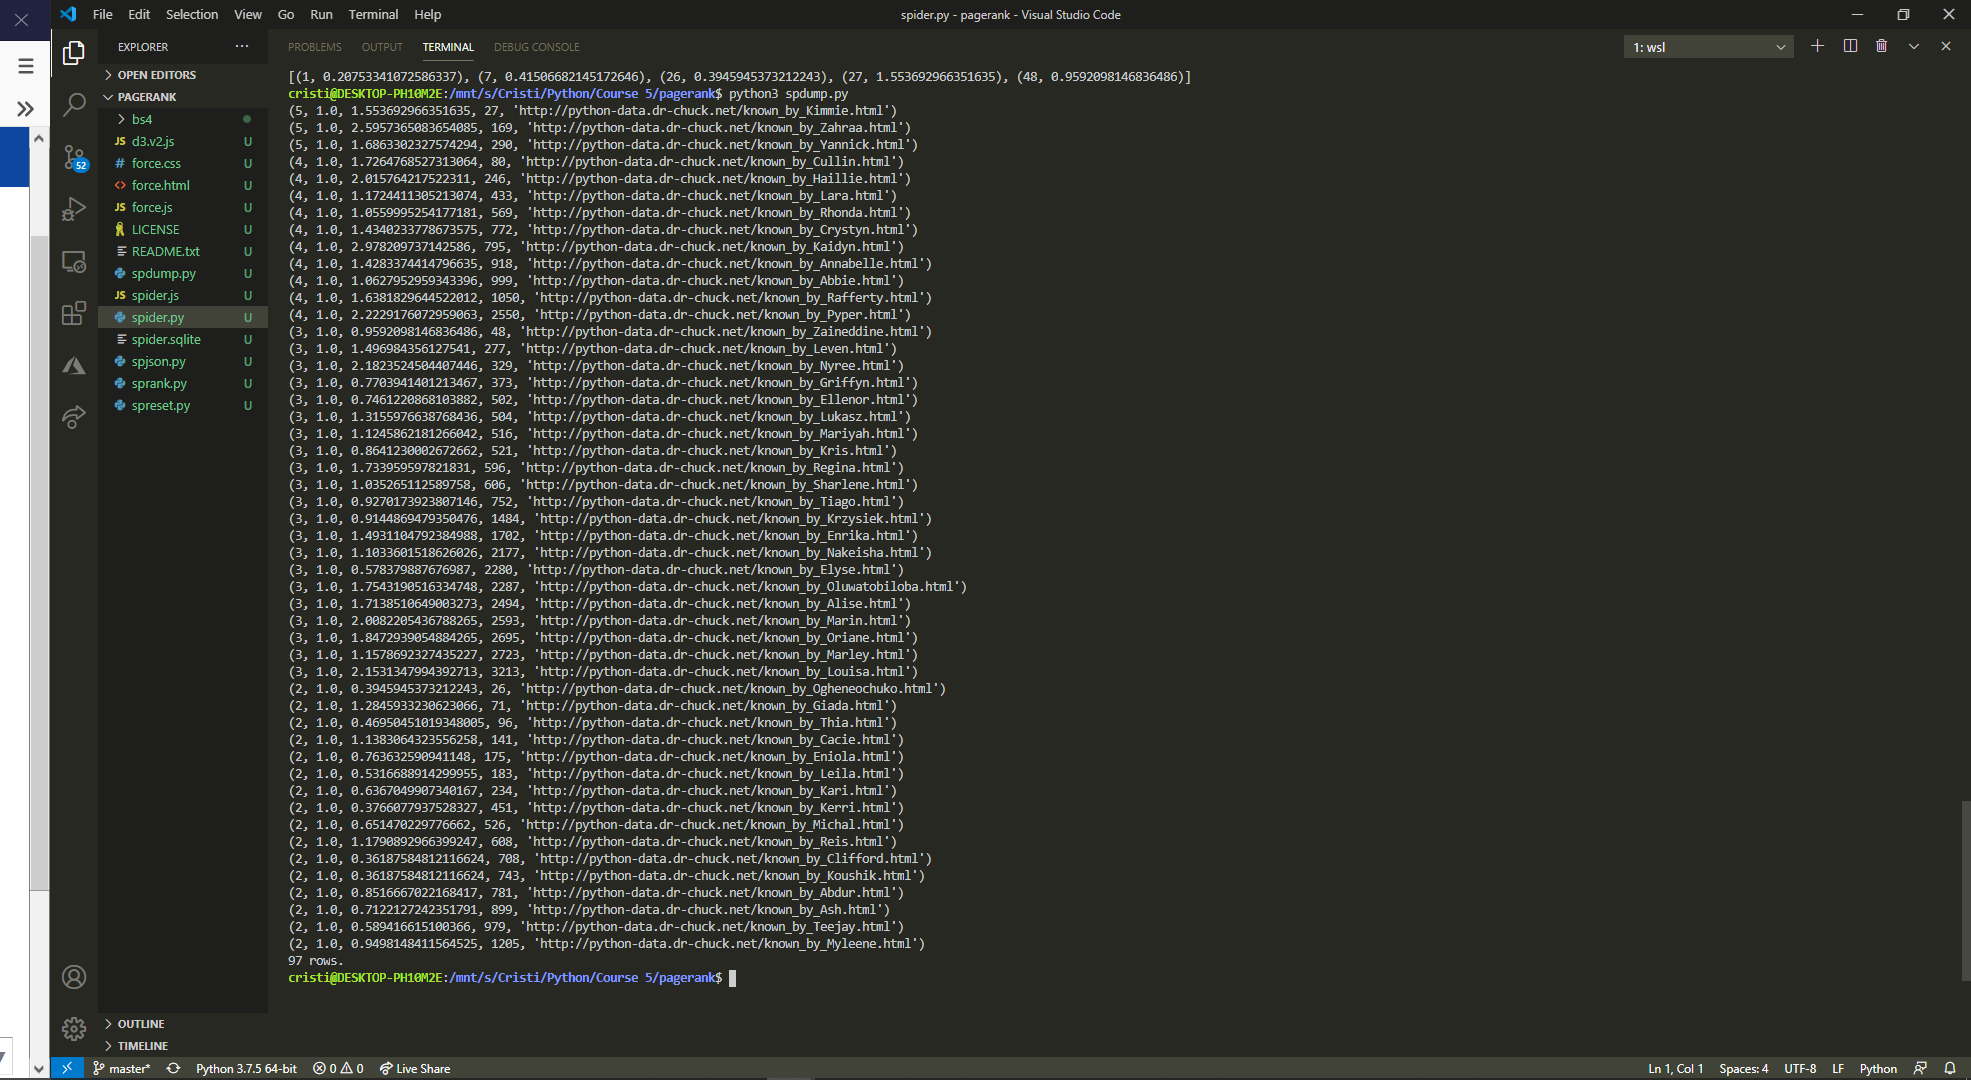 File Edit Selection View Go Run Terminal Help
spider.py - pagerank - Visual Studio Code
EXPLORER
OPEN EDITORS
PAGERANK
bs4
d3.v2.js U
force.css U
force.html U
force.js U
LICENSE U
README.txt U
spdump.py U
spider.js U
spider.py U
spider.sqlite U
spjson.py U
sprank.py U
spreset.py U
OUTLINE
TIMELINE
52
PROBLEMS OUTPUT TERMINAL DEBUG CONSOLE
1: wsl
[(1, 0.20753341072586337), (7, 0.41506682145172646), (26, 0.3945945373212243), (27, 1.553692966351635), (48, 0.9592098146836486)]
cristi@DESKTOP-PH10M2E:/mnt/s/Cristi/Python/Course 5/pagerank$ python3 spdump.py
(5, 1.0, 1.553692966351635, 27, 'http://python-data.dr-chuck.net/known_by_Kimmie.html')
(5, 1.0, 2.5957365083654085, 169, 'http://python-data.dr-chuck.net/known_by_Zahraa.html')
(5, 1.0, 1.6863302327574294, 290, 'http://python-data.dr-chuck.net/known_by_Yannick.html')
(4, 1.0, 1.7264768527313064, 80, 'http://python-data.dr-chuck.net/known_by_Cullin.html')
(4, 1.0, 2.015764217522311, 246, 'http://python-data.dr-chuck.net/known_by_Haillie.html')
(4, 1.0, 1.1724411305213074, 433, 'http://python-data.dr-chuck.net/known_by_Lara.html')
(4, 1.0, 1.0559995254177181, 569, 'http://python-data.dr-chuck.net/known_by_Rhonda.html')
(4, 1.0, 1.4340233778673575, 772, 'http://python-data.dr-chuck.net/known_by_Crystyn.html')
(4, 1.0, 2.978209737142586, 795, 'http://python-data.dr-chuck.net/known_by_Kaidyn.html')
(4, 1.0, 1.4283374414796635, 918, 'http://python-data.dr-chuck.net/known_by_Annabelle.html')
(4, 1.0, 1.0627952959343396, 999, 'http://python-data.dr-chuck.net/known_by_Abbie.html')
(4, 1.0, 1.6381829644522012, 1050, 'http://python-data.dr-chuck.net/known_by_Rafferty.html')
(4, 1.0, 2.2229176072959063, 2550, 'http://python-data.dr-chuck.net/known_by_Pyper.html')
(3, 1.0, 0.9592098146836486, 48, 'http://python-data.dr-chuck.net/known_by_Zaineddine.html')
(3, 1.0, 1.496984356127541, 277, 'http://python-data.dr-chuck.net/known_by_Leven.html')
(3, 1.0, 2.1823524504407446, 329, 'http://python-data.dr-chuck.net/known_by_Nyree.html')
(3, 1.0, 0.7703941401213467, 373, 'http://python-data.dr-chuck.net/known_by_Griffyn.html')
(3, 1.0, 0.7461220868103882, 502, 'http://python-data.dr-chuck.net/known_by_Ellenor.html')
(3, 1.0, 1.3155976638768436, 504, 'http://python-data.dr-chuck.net/known_by_Lukasz.html')
(3, 1.0, 1.1245862181266042, 516, 'http://python-data.dr-chuck.net/known_by_Mariyah.html')
(3, 1.0, 0.8641230002672662, 521, 'http://python-data.dr-chuck.net/known_by_Kris.html')
(3, 1.0, 1.733959597821831, 596, 'http://python-data.dr-chuck.net/known_by_Regina.html')
(3, 1.0, 1.035265112589758, 606, 'http://python-data.dr-chuck.net/known_by_Sharlene.html')
(3, 1.0, 0.9270173923807146, 752, 'http://python-data.dr-chuck.net/known_by_Tiago.html')
(3, 1.0, 0.9144869479350476, 1484, 'http://python-data.dr-chuck.net/known_by_Krzysiek.html')
(3, 1.0, 1.4931104792384988, 1702, 'http://python-data.dr-chuck.net/known_by_Enrika.html')
(3, 1.0, 1.1033601518626026, 2177, 'http://python-data.dr-chuck.net/known_by_Nakeisha.html')
(3, 1.0, 0.578379887676987, 2280, 'http://python-data.dr-chuck.net/known_by_Elyse.html')
(3, 1.0, 1.7543190516334748, 2287, 'http://python-data.dr-chuck.net/known_by_Oluwatobiloba.html')
(3, 1.0, 1.7138510649003273, 2494, 'http://python-data.dr-chuck.net/known_by_Alise.html')
(3, 1.0, 2.0082205436788265, 2593, 'http://python-data.dr-chuck.net/known_by_Marin.html')
(3, 1.0, 1.8472939054884265, 2695, 'http://python-data.dr-chuck.net/known_by_Oriane.html')
(3, 1.0, 1.1578692327435227, 2723, 'http://python-data.dr-chuck.net/known_by_Marley.html')
(3, 1.0, 2.1531347994392713, 3213, 'http://python-data.dr-chuck.net/known_by_Louisa.html')
(2, 1.0, 0.3945945373212243, 26, 'http://python-data.dr-chuck.net/known_by_Ogheneochuko.html')
(2, 1.0, 1.2845933230623066, 71, 'http://python-data.dr-chuck.net/known_by_Giada.html')
(2, 1.0, 0.46950451019348005, 96, 'http://python-data.dr-chuck.net/known_by_Thia.html')
(2, 1.0, 1.1383064323556258, 141, 'http://python-data.dr-chuck.net/known_by_Cacie.html')
(2, 1.0, 0.763632590941148, 175, 'http://python-data.dr-chuck.net/known_by_Eniola.html')
(2, 1.0, 0.5316688914299955, 183, 'http://python-data.dr-chuck.net/known_by_Leila.html')
(2, 1.0, 0.6367049907340167, 234, 'http://python-data.dr-chuck.net/known_by_Kari.html')
(2, 1.0, 0.3766077937528327, 451, 'http://python-data.dr-chuck.net/known_by_Kerri.html')
(2, 1.0, 0.651470229776662, 526, 'http://python-data.dr-chuck.net/known_by_Michal.html')
(2, 1.0, 1.1790892966399247, 608, 'http://python-data.dr-chuck.net/known_by_Reis.html')
(2, 1.0, 0.36187584812116624, 708, 'http://python-data.dr-chuck.net/known_by_Clifford.html')
(2, 1.0, 0.36187584812116624, 743, 'http://python-data.dr-chuck.net/known_by_Koushik.html')
(2, 1.0, 0.8516667022168417, 781, 'http://python-data.dr-chuck.net/known_by_Abdur.html')
(2, 1.0, 0.7122127242351791, 899, 'http://python-data.dr-chuck.net/known_by_Ash.html')
(2, 1.0, 0.589416615100366, 979, 'http://python-data.dr-chuck.net/known_by_Teejay.html')
(2, 1.0, 0.9498148411564525, 1205, 'http://python-data.dr-chuck.net/known_by_Myleene.html')
97 rows.
cristi@DESKTOP-PH10M2E:/mnt/s/Cristi/Python/Course 5/pagerank$
master* Python 3.7.5 64-bit 0 0 Live Share
Ln 1, Col 1 Spaces: 4 UTF-8 LF Python